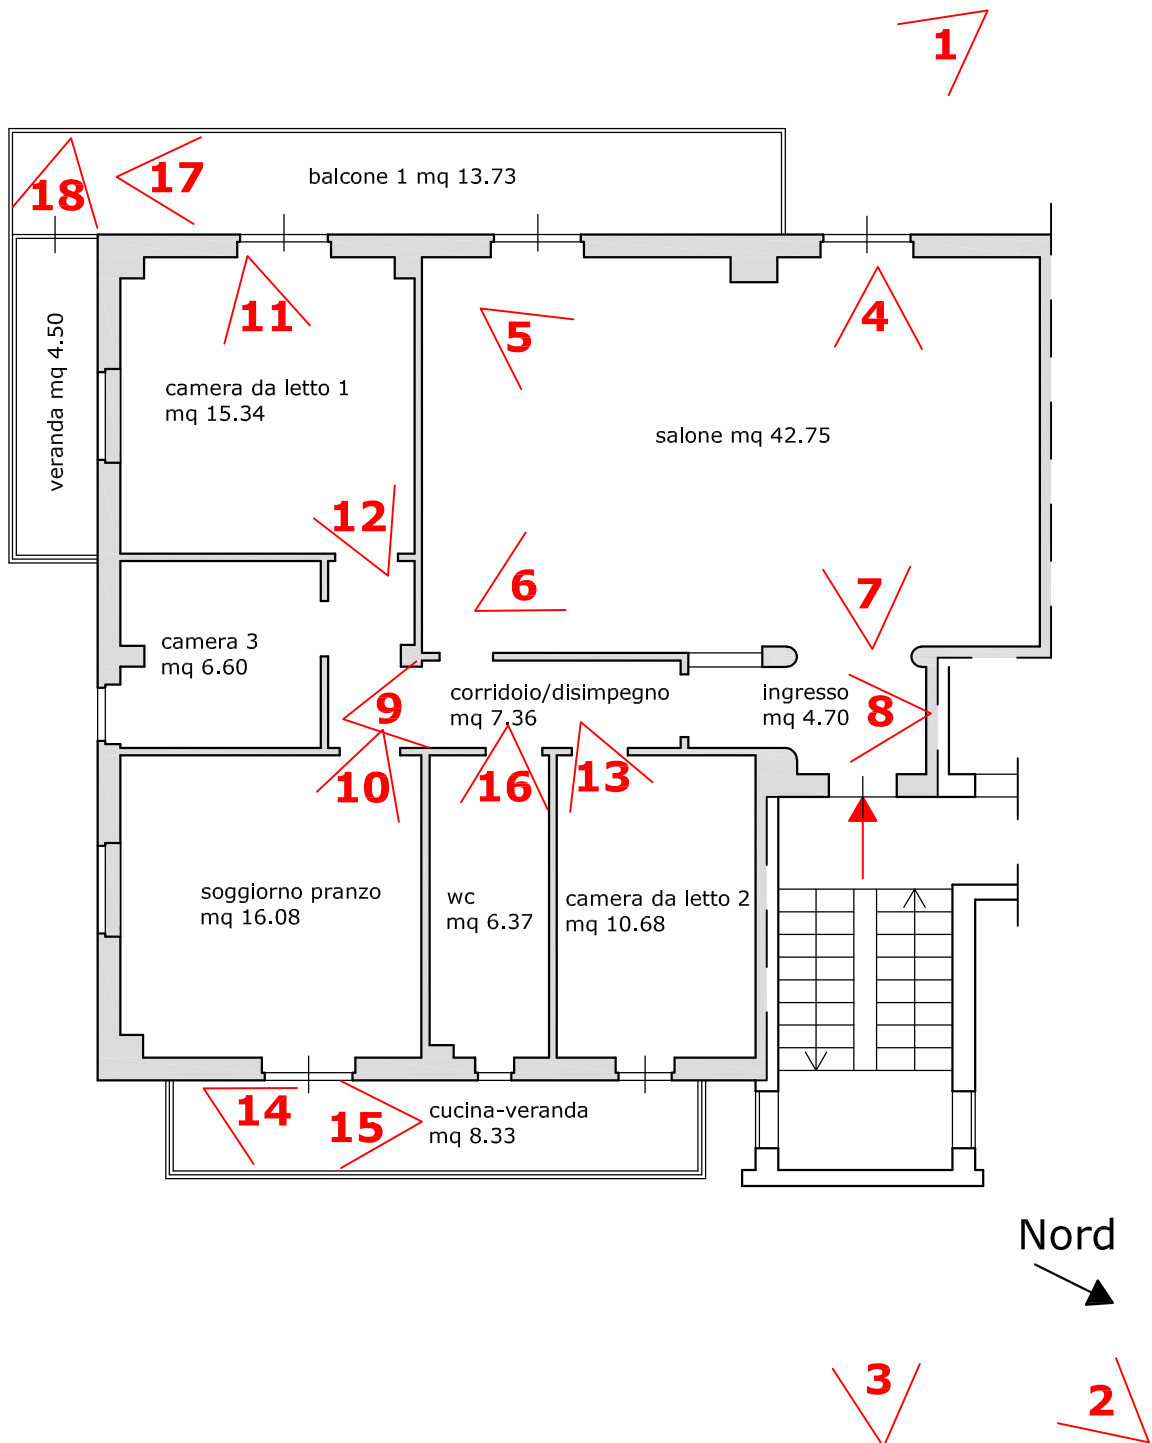 1
18
17
balcone 1 mq 13.73
11
5
4
veranda mq 4.50
camera da letto 1
mq 15.34
salone mq 42.75
12
6
7
camera 3
mq 6.60
9
corridoio/disimpegno
mq 7.36
ingresso
mq 4.70
8
10
16
13
soggiorno pranzo
mq 16.08
wc
mq 6.37
camera da letto 2
mq 10.68
14
15
cucina-veranda
mq 8.33
Nord
3
2